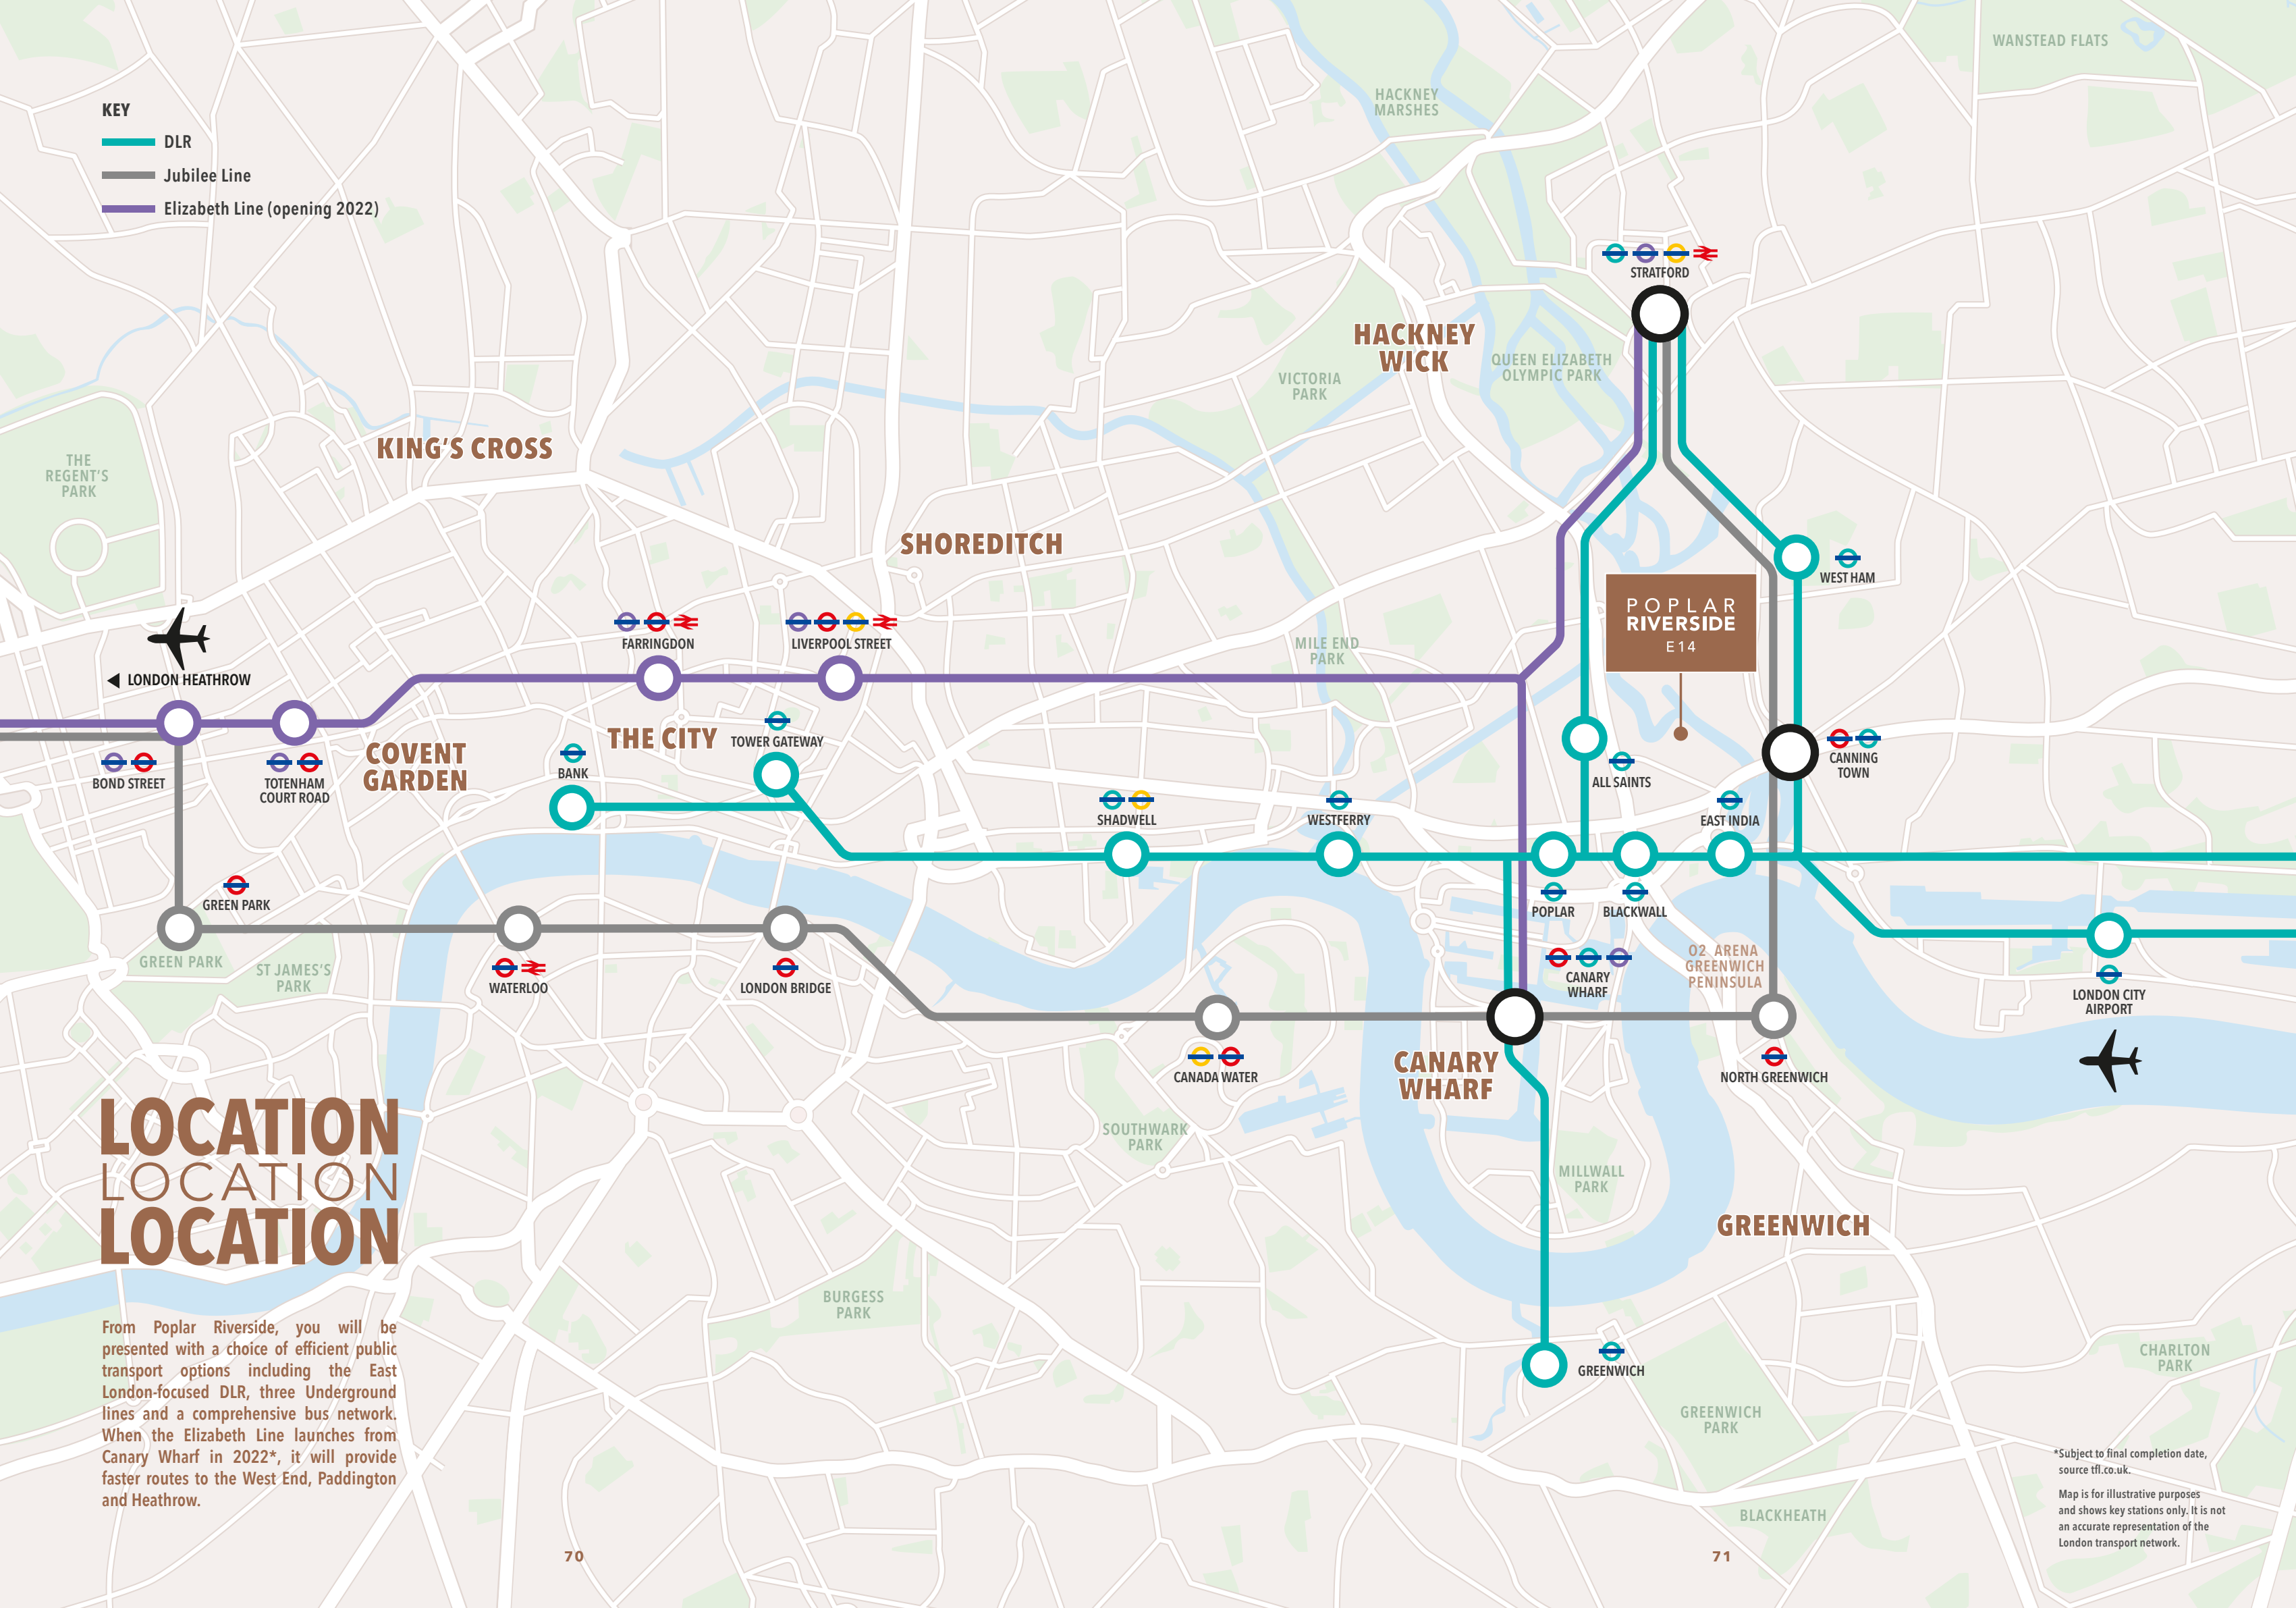 KEY
DLR
Jubilee Line
Elizabeth Line (opening 2022)
WANSTEAD FLATS
HACKNEY
MARSHES
STRATFORD
HACKNEY
WICK
QUEEN ELIZABETH
OLYMPIC PARK
VICTORIA
PARK
KING'S CROSS
THE
REGENT'S
PARK
SHOREDITCH
WEST HAM
POPLAR
RIVERSIDE
E14
FARRINGDON
LIVERPOOL STREET
MILE END
PARK
LONDON HEATHROW
BOND STREET
TOTENHAM
COURT ROAD
COVENT
GARDEN
THE CITY
TOWER GATEWAY
BANK
ALL SAINTS
CANNING
TOWN
SHADWELL
WESTFERRY
EAST INDIA
POPLAR
BLACKWALL
GREEN PARK
GREEN PARK
ST JAMES'S
PARK
WATERLOO
LONDON BRIDGE
CANARY
WHARF
O2 ARENA
GREENWICH
PENINSULA
LONDON CITY
AIRPORT
CANADA WATER
CANARY
WHARF
NORTH GREENWICH
SOUTHWARK
PARK
MILLWALL
PARK
GREENWICH
LOCATION
LOCATION
LOCATION
BURGESS
PARK
From Poplar Riverside, you will be
presented with a choice of efficient public
transport options including the East
London-focused DLR, three Underground
lines and a comprehensive bus network.
When the Elizabeth Line launches from
Canary Wharf in 2022*, it will provide
faster routes to the West End, Paddington
and Heathrow.
GREENWICH
GREENWICH
PARK
CHARLTON
PARK
BLACKHEATH
*Subject to final completion date,
source tfl.co.uk.
Map is for illustrative purposes
and shows key stations only. It is not
an accurate representation of the
London transport network.
70
71